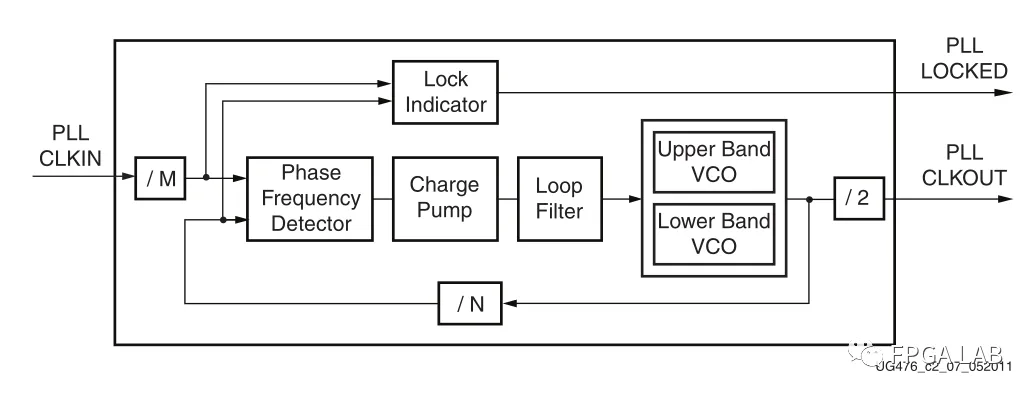 PLL
LOCKED
Lock
Indicator
PLL
CLKIN
/ M
Phase
Frequency
Detector
Charge
Pump
Loop
Filter
Upper Band
VCO
Lower Band
VCO
/ 2
PLL
CLKOUT
/ N
FPGA LAB
UG476_c2_07_052011